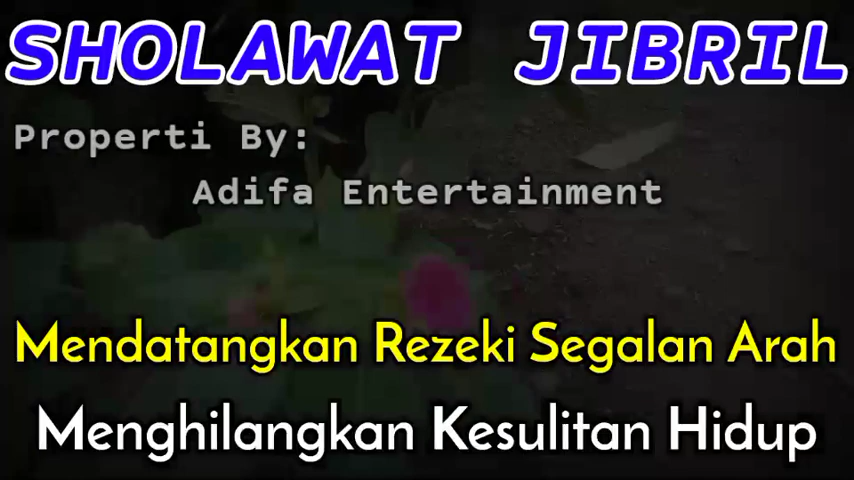 SHOLAWAT JIBRIL
Properti By:
Adifa Entertainment
Mendatangkan Rezeki Segalan Arah
Menghilangkan Kesulitan Hidup